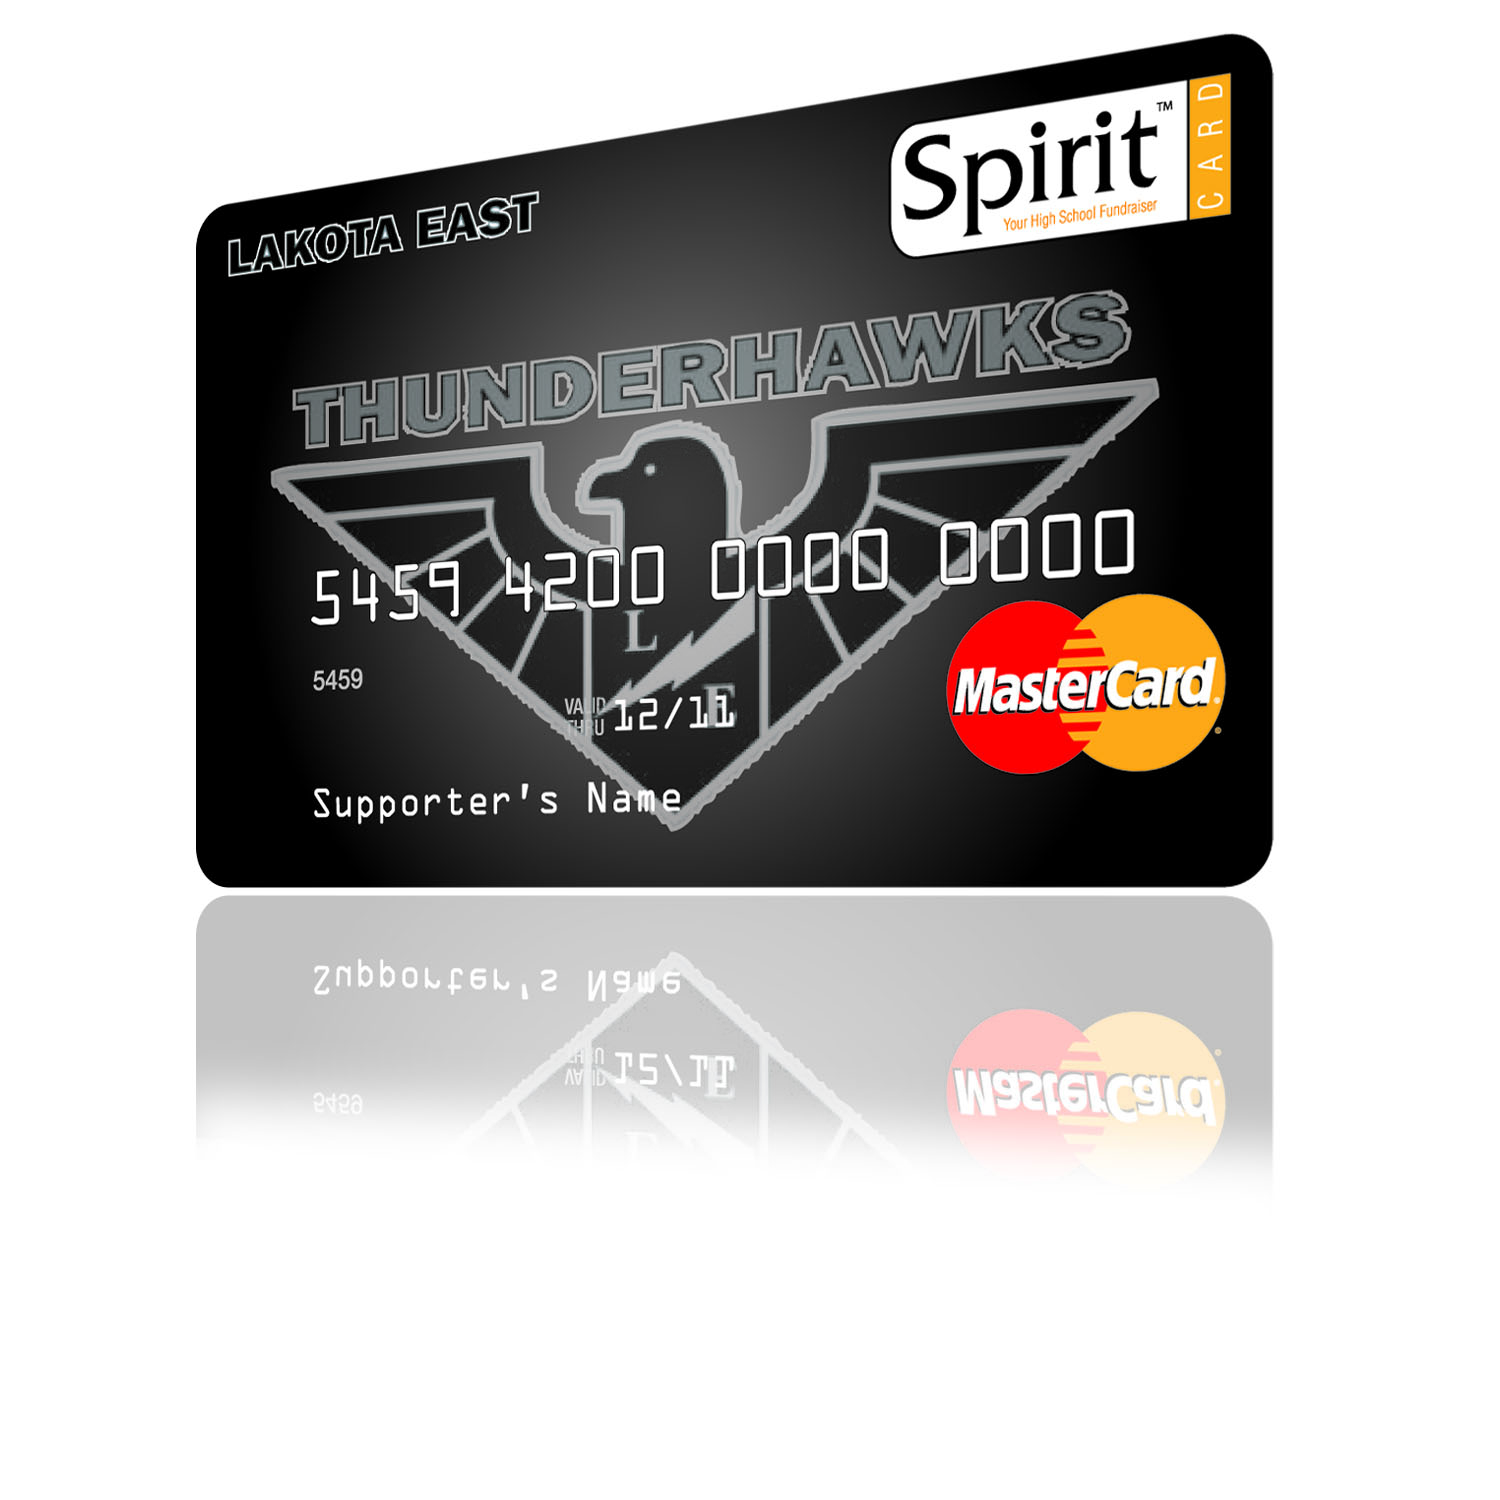 LAKOTA EAST
Spirit™
CARD
Your High School Fundraiser
THUNDERHAWKS
5459 4200 0000 0000
L
E
5459
VALID THRU 12/11
MasterCard
Supporter's Name